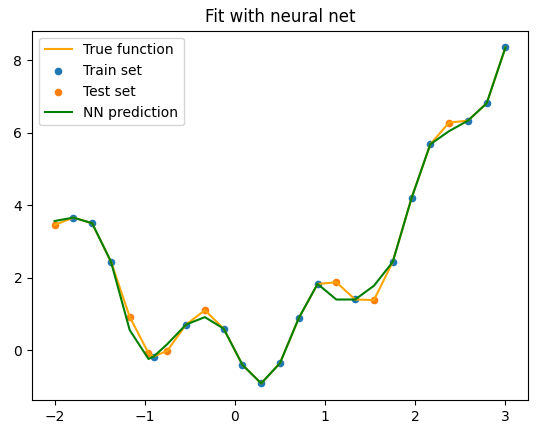 Fit with neural net
True function
Train set
Test set
NN prediction
8
6
4
2
0
−2
−1
0
1
2
3